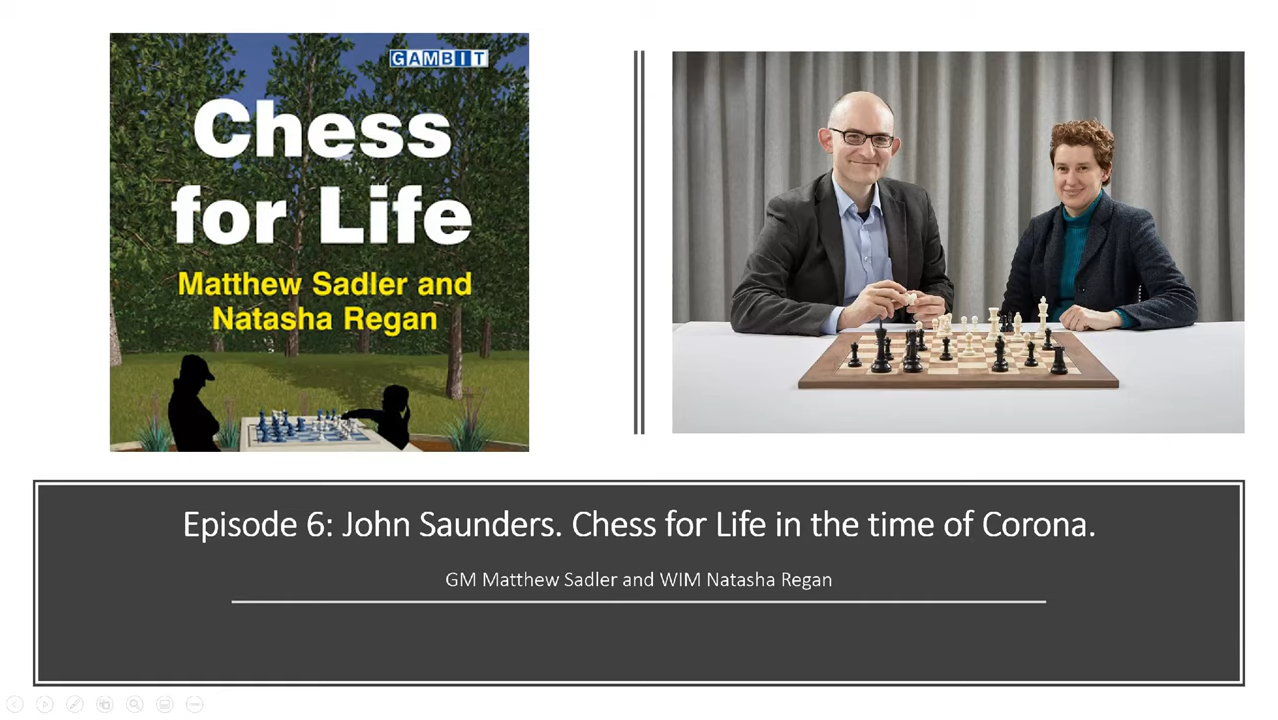 GAMBIT
Chess
for Life
Matthew Sadler and
Natasha Regan
Episode 6: John Saunders. Chess for Life in the time of Corona.
GM Matthew Sadler and WIM Natasha Regan